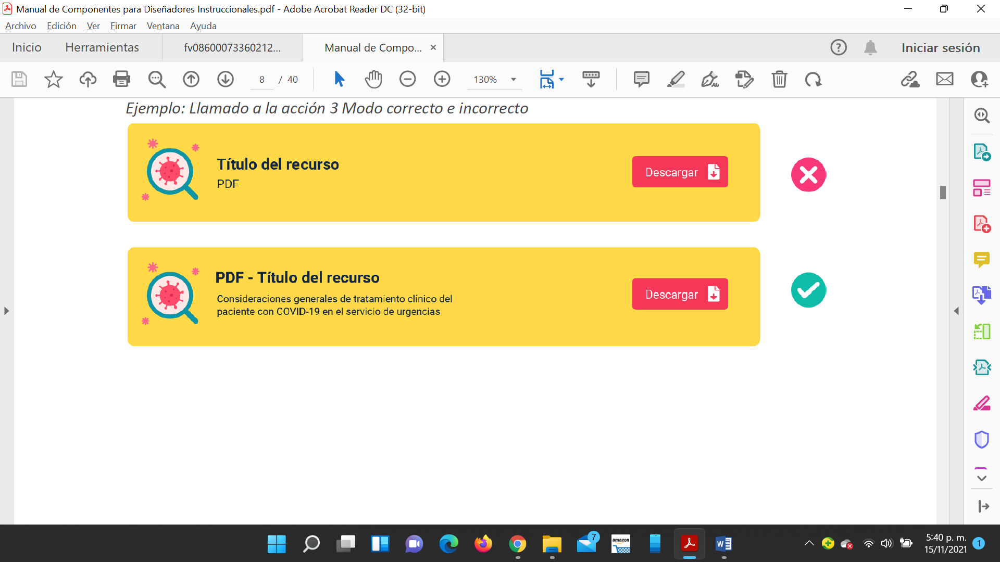 Manual de Componentes para Diseñadores Instruccionales.pdf - Adobe Acrobat Reader DC (32-bit)
Archivo Edición Ver Firmar Ventana Ayuda
Inicio Herramientas fv08600073360212... Manual de Compo... × ? Iniciar sesión
8 / 40 130%
Ejemplo: Llamado a la acción 3 Modo correcto e incorrecto
Título del recurso
PDF
Descargar
PDF - Título del recurso
Consideraciones generales de tratamiento clínico del
paciente con COVID-19 en el servicio de urgencias
Descargar
7
amazon
W
5:40 p. m.
15/11/2021
1